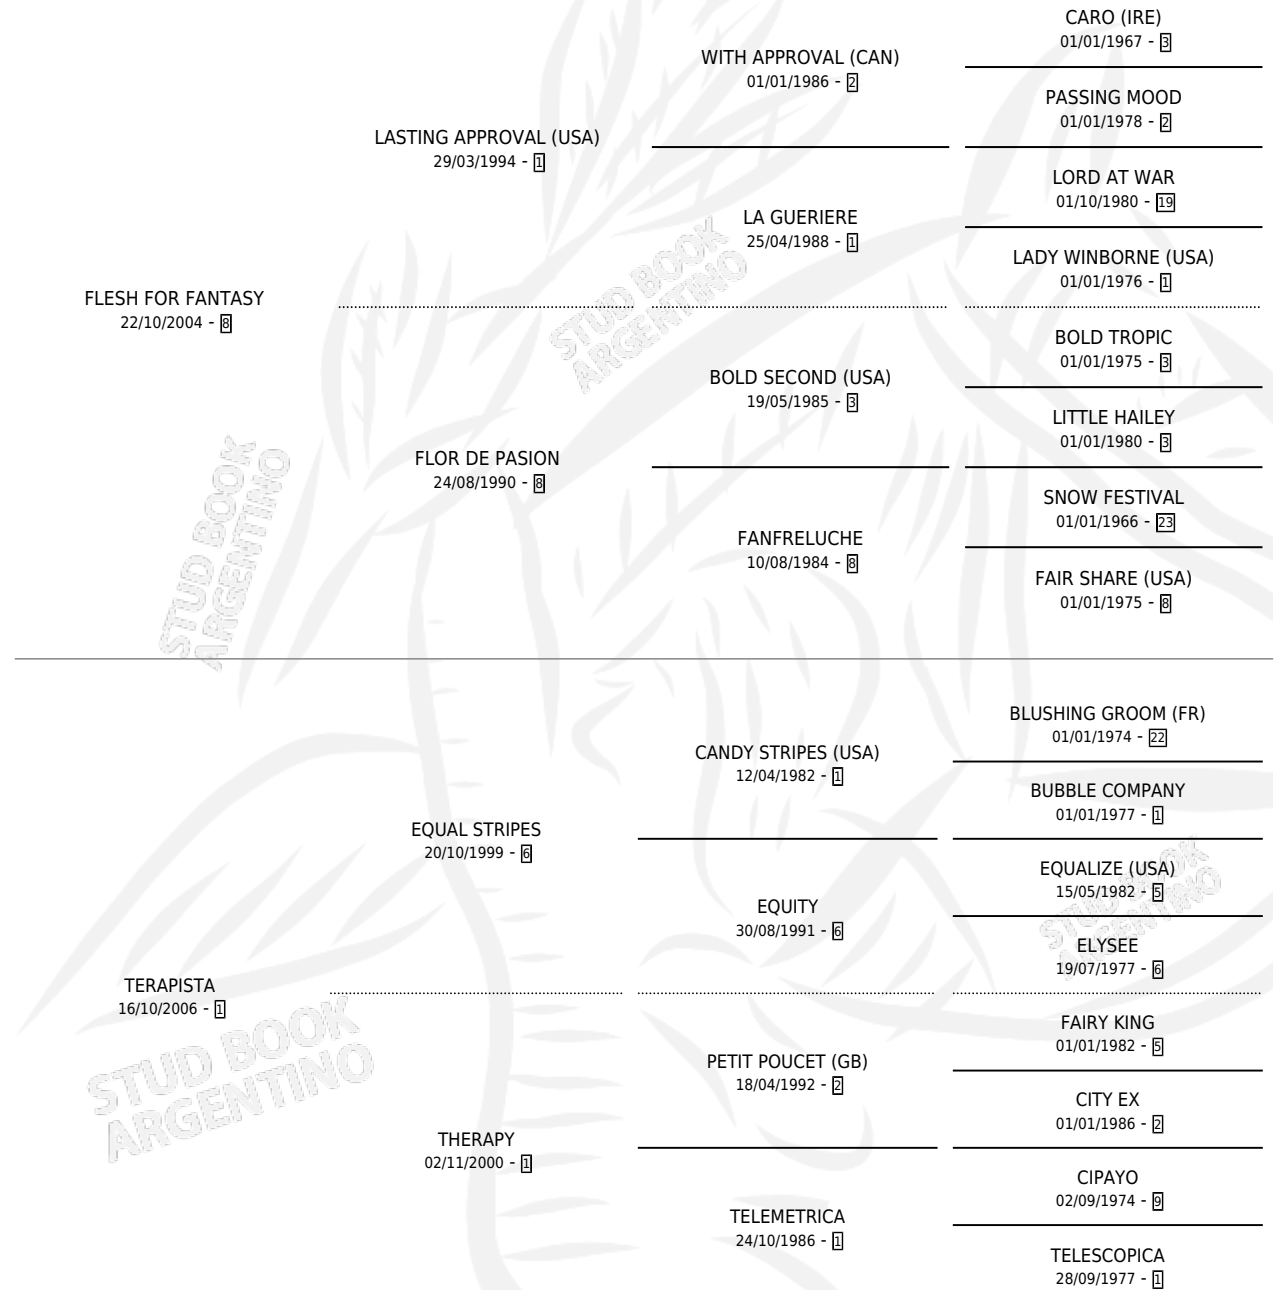 CARO (IRE)
01/01/1967 - 3
WITH APPROVAL (CAN)
01/01/1986 - 2
PASSING MOOD
01/01/1978 - 2
LASTING APPROVAL (USA)
29/03/1994 - 1
LORD AT WAR
01/10/1980 - 19
LA GUERIERE
25/04/1988 - 1
LADY WINBORNE (USA)
01/01/1976 - 1
FLESH FOR FANTASY
22/10/2004 - 8
BOLD TROPIC
01/01/1975 - 3
BOLD SECOND (USA)
19/05/1985 - 3
LITTLE HAILEY
01/01/1980 - 3
FLOR DE PASION
24/08/1990 - 8
SNOW FESTIVAL
01/01/1966 - 23
FANFRELUCHE
10/08/1984 - 8
FAIR SHARE (USA)
01/01/1975 - 8
STUD BOOK
ARGENTINO
STUD BOOK
ARGENTINO
BLUSHING GROOM (FR)
01/01/1974 - 22
CANDY STRIPES (USA)
12/04/1982 - 1
BUBBLE COMPANY
01/01/1977 - 1
EQUAL STRIPES
20/10/1999 - 6
EQUALIZE (USA)
15/05/1982 - 5
EQUITY
30/08/1991 - 6
ELYSEE
19/07/1977 - 6
TERAPISTA
16/10/2006 - 1
FAIRY KING
01/01/1982 - 5
PETIT POUCET (GB)
18/04/1992 - 2
CITY EX
01/01/1986 - 2
THERAPY
02/11/2000 - 1
CIPAYO
02/09/1974 - 9
TELEMETRICA
24/10/1986 - 1
TELESCOPICA
28/09/1977 - 1
STUD BOOK
ARGENTINO
STUD BOOK
ARGENTINO